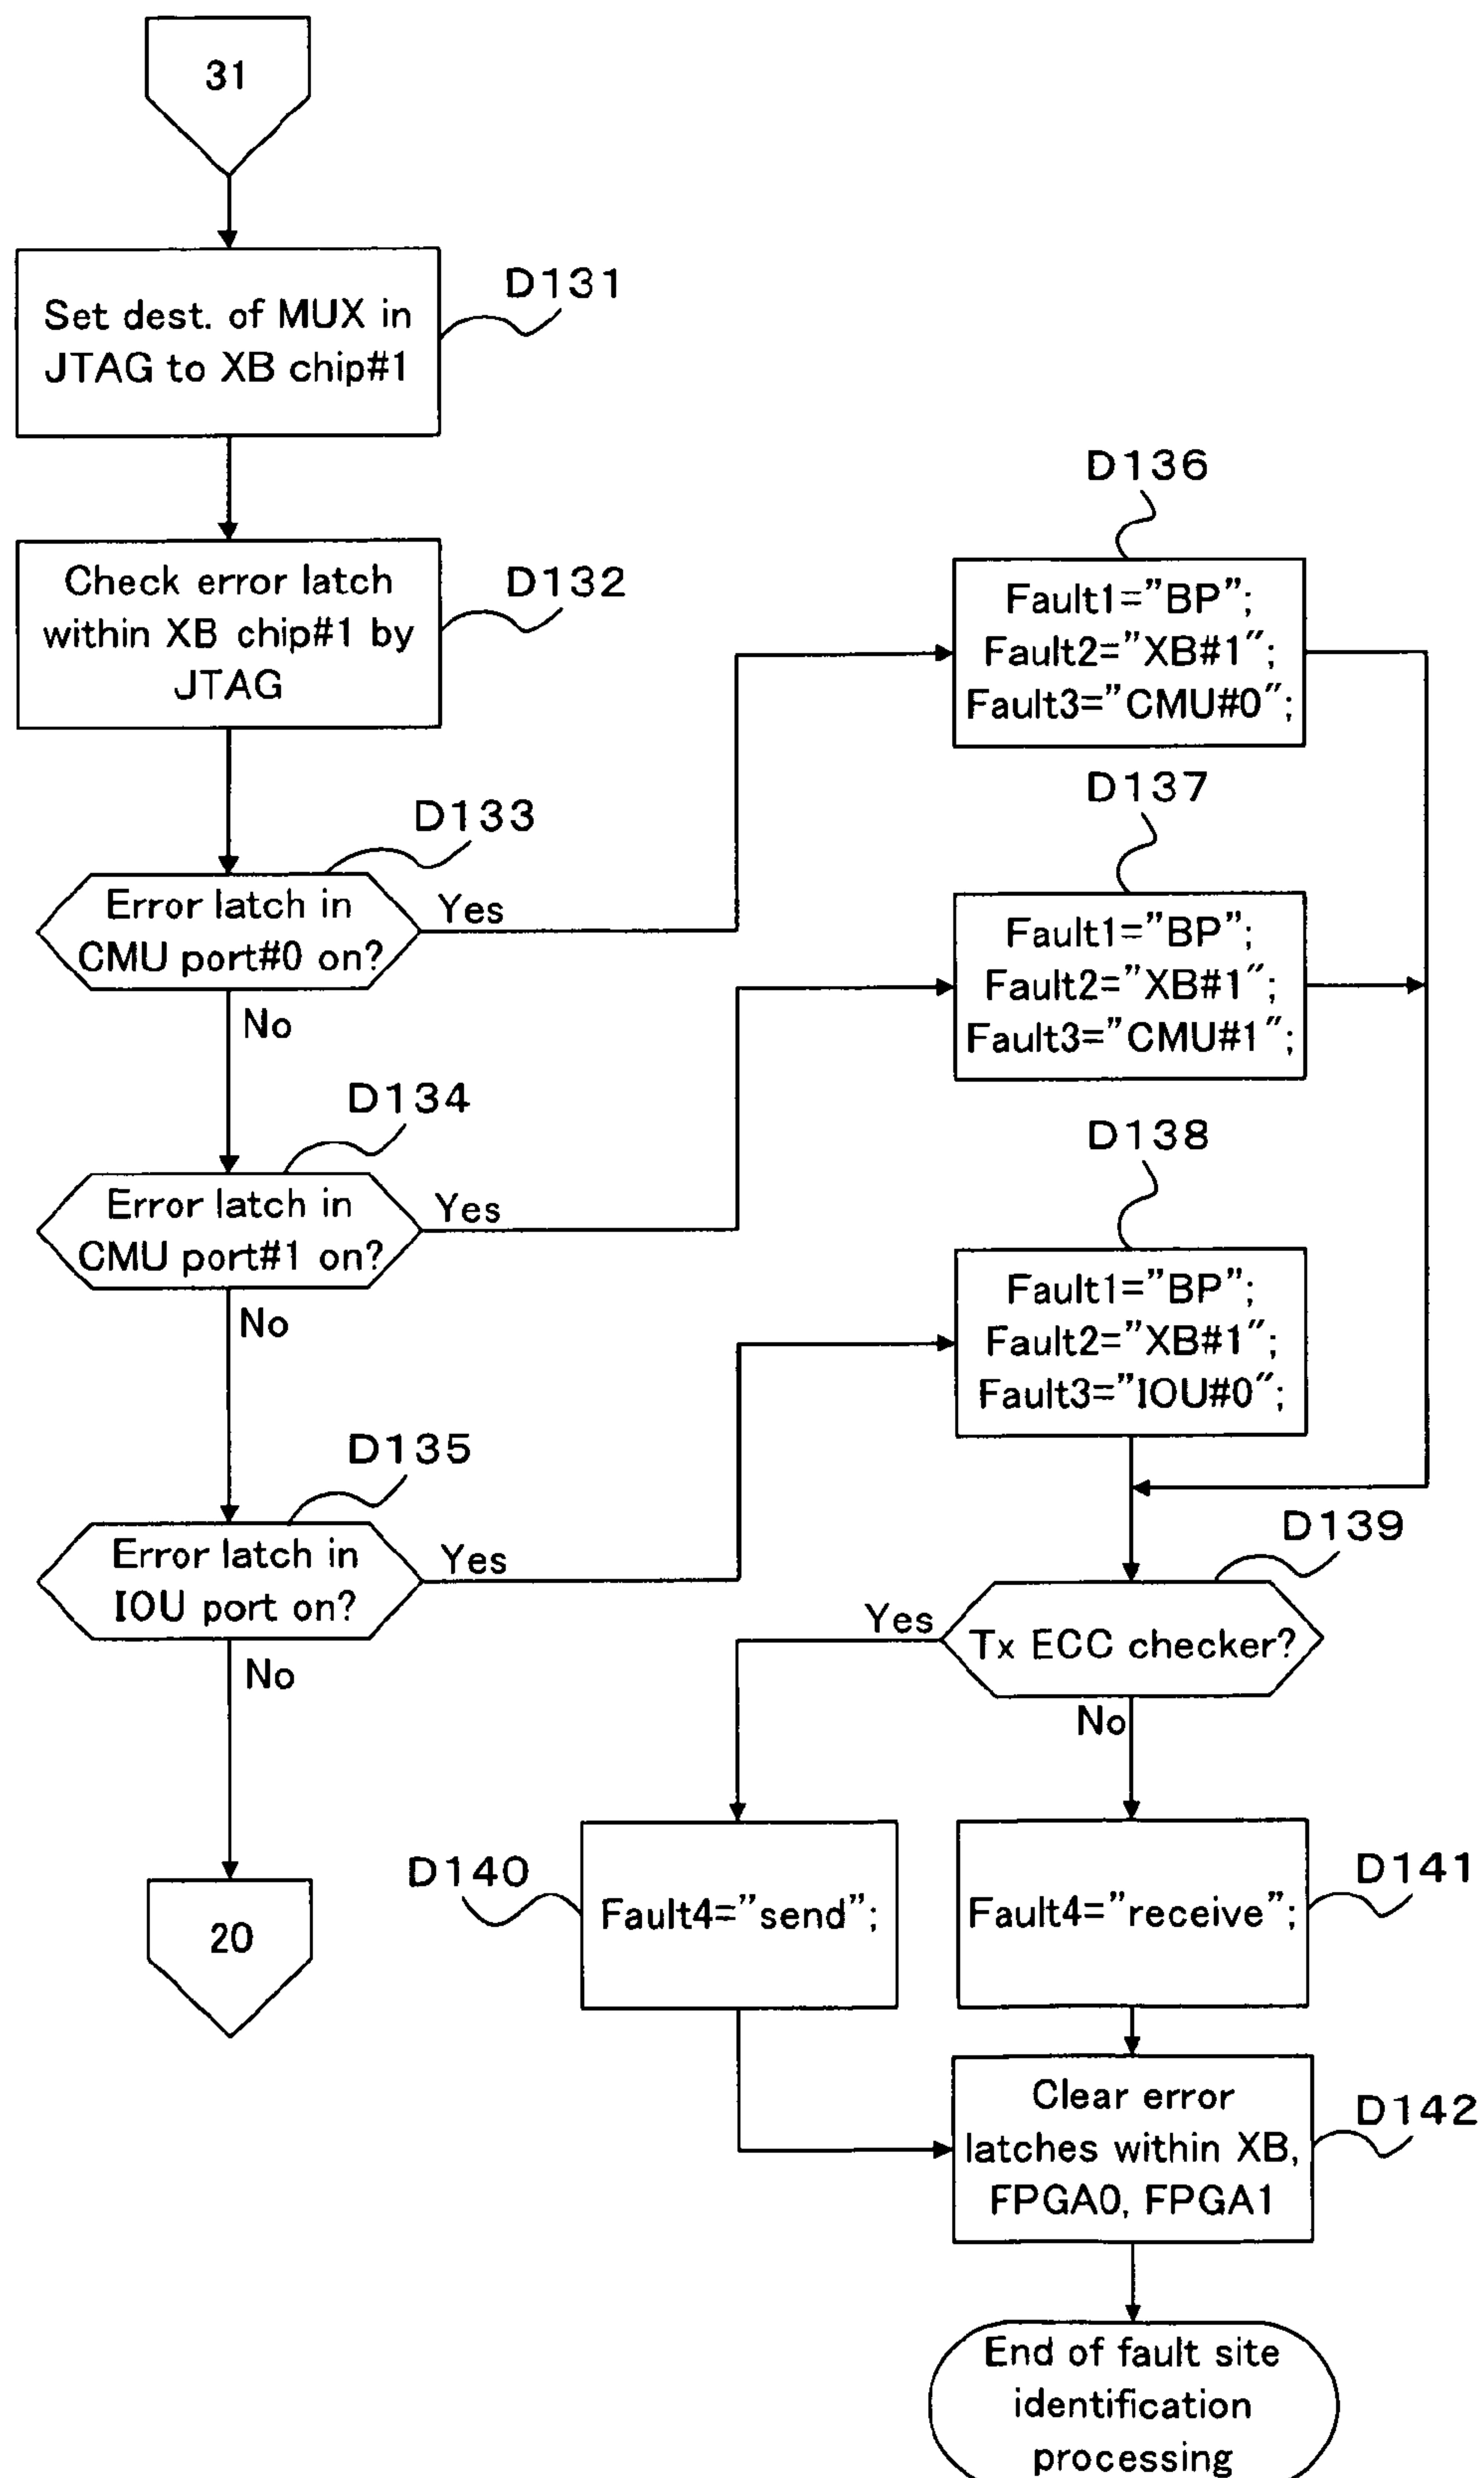 31
D131
Set dest. of MUX in
JTAG to XB chip#1
D132
Check error latch
within XB chip#1 by
JTAG
D133
Error latch in
CMU port#0 on?
Yes
No
D134
Error latch in
CMU port#1 on?
Yes
No
D135
Error latch in
IOU port on?
Yes
No
20
D136
Fault1="BP";
Fault2="XB#1";
Fault3="CMU#0";
D137
Fault1="BP";
Fault2="XB#1";
Fault3="CMU#1";
D138
Fault1="BP";
Fault2="XB#1";
Fault3="IOU#0";
D139
Tx ECC checker?
Yes
No
D140
Fault4="send";
D141
Fault4="receive";
D142
Clear error
latches within XB,
FPGA0, FPGA1
End of fault site
identification
processing